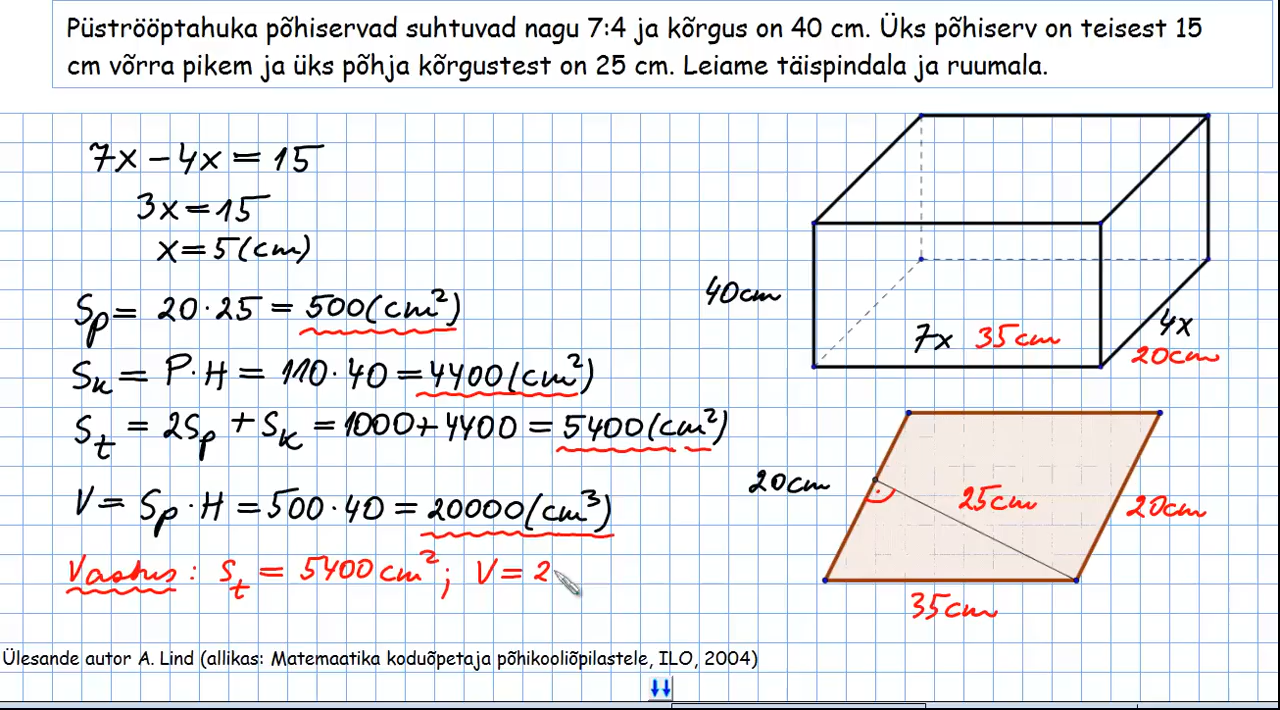 Püströöptahuka põhiservad suhtuvad nagu 7:4 ja kõrgus on 40 cm. Üks põhiserv on teisest 15
cm võrra pikem ja üks põhja kõrgustest on 25 cm. Leiame täispindala ja ruumala.
7x - 4x = 15
3x = 15
x = 5 (cm)
Sp = 20 · 25 = 500 (cm²)
Sk = P · H = 110 · 40 = 4400 (cm²)
St = 2Sp + Sk = 1000 + 4400 = 5400 (cm²)
V = Sp · H = 500 · 40 = 20000 (cm³)
Vastus: St = 5400 cm²; V = 2
40cm
7x 35cm
4x
20cm
20cm
25cm
20cm
35cm
Ülesande autor A. Lind (allikas: Matemaatika koduõpetaja põhikooliõpilastele, ILO, 2004)